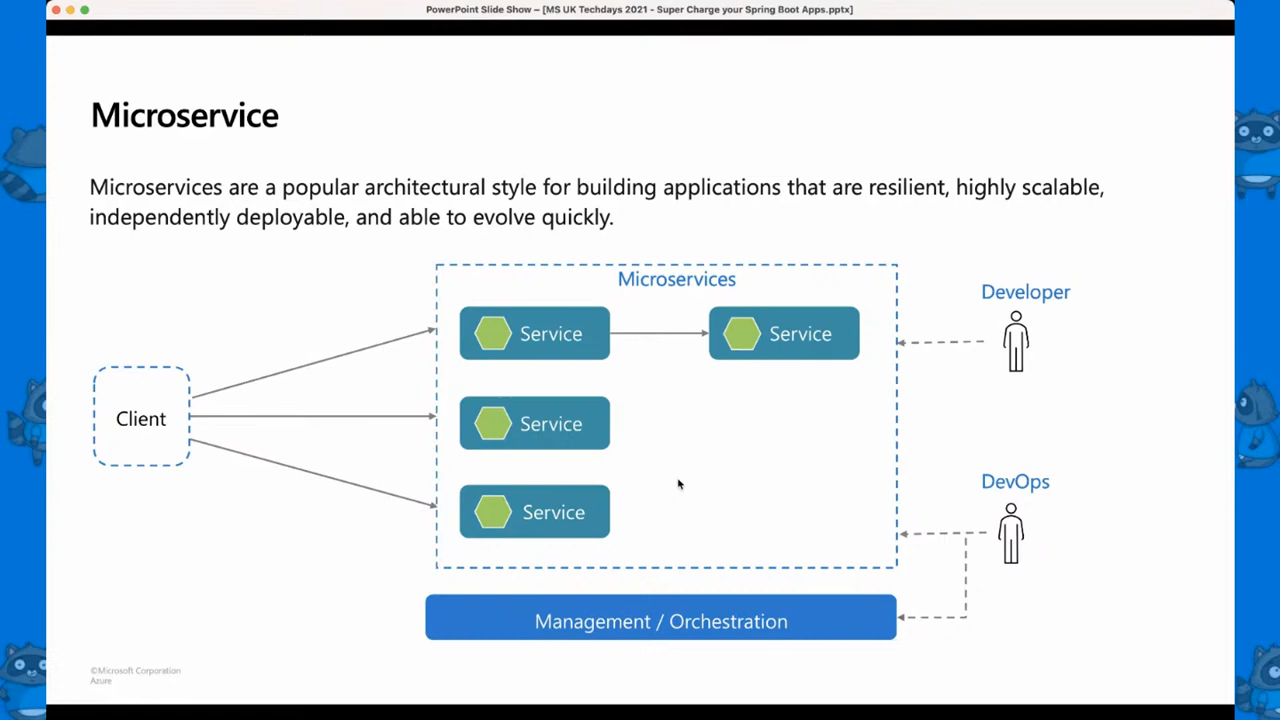 PowerPoint Slide Show – [MS UK Techdays 2021 - Super Charge your Spring Boot Apps.pptx]
Microservice
Microservices are a popular architectural style for building applications that are resilient, highly scalable,
independently deployable, and able to evolve quickly.
Microservices
Developer
Service
Service
Client
Service
DevOps
Service
Management / Orchestration
©Microsoft Corporation
Azure